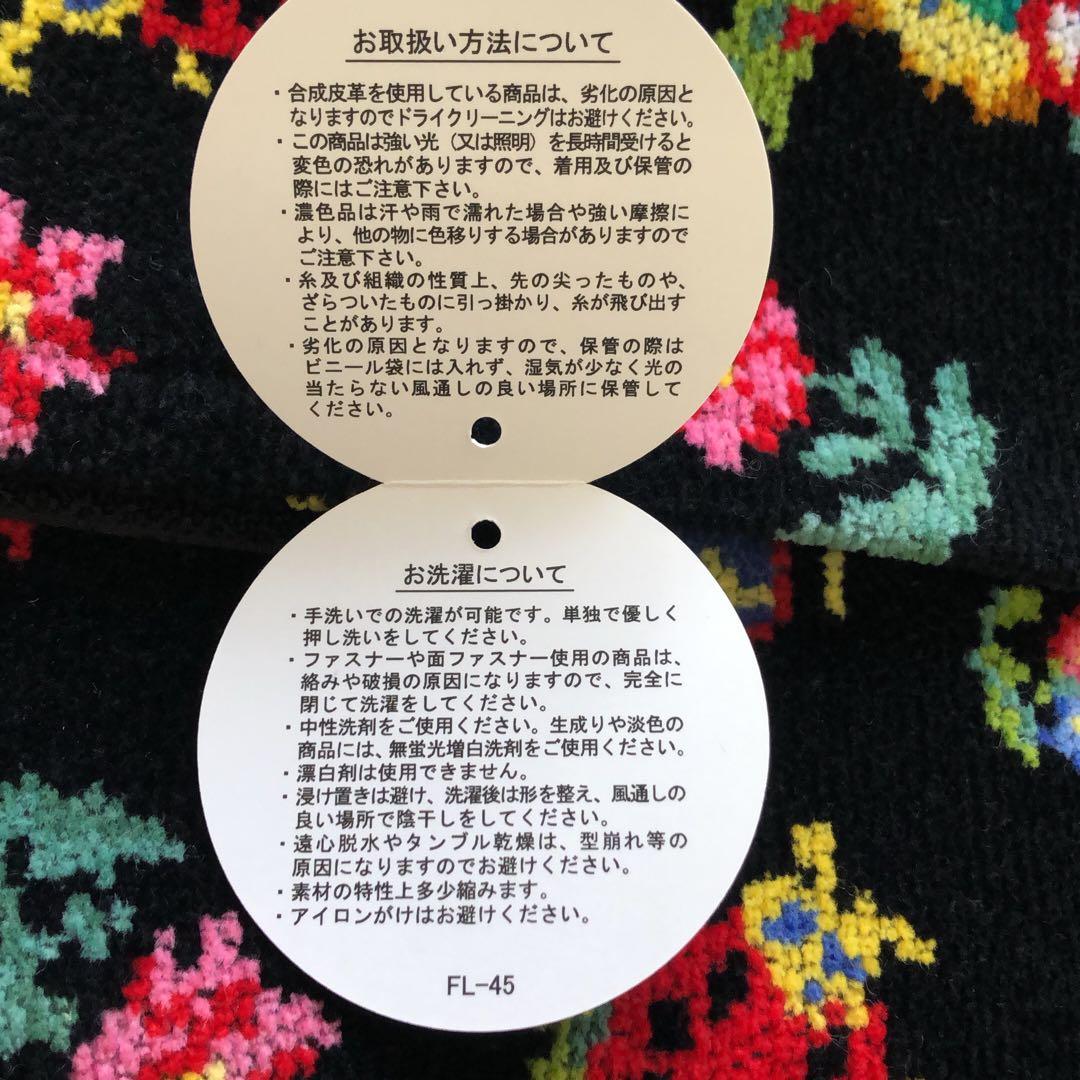 お取扱い方法について
・合成皮革を使用している商品は、劣化の原因と
なりますのでドライクリーニングはお避けください。
・この商品は強い光（又は照明）を長時間受けると
変色の恐れがありますので、着用及び保管の
際にはご注意下さい。
・濃色品は汗や雨で濡れた場合や強い摩擦に
より、他の物に色移りする場合がありますので
ご注意下さい。
・糸及び組織の性質上、先の尖ったものや、
ざらついたものに引っ掛かり、糸が飛び出す
ことがあります。
・劣化の原因となりますので、保管の際は
ビニール袋には入れず、湿気が少なく光の
当たらない風通しの良い場所に保管して
ください。
お洗濯について
・手洗いでの洗濯が可能です。単独で優しく
押し洗いをしてください。
・ファスナーや面ファスナー使用の商品は、
絡みや破損の原因になりますので、完全に
閉じて洗濯をしてください。
・中性洗剤をご使用ください。生成りや淡色の
商品には、無蛍光増白洗剤をご使用ください。
・漂白剤は使用できません。
・浸け置きは避け、洗濯後は形を整え、風通しの
良い場所で陰干しをしてください。
・遠心脱水やタンブル乾燥は、型崩れ等の
原因になりますのでお避けください。
・素材の特性上多少縮みます。
・アイロンがけはお避けください。
FL-45